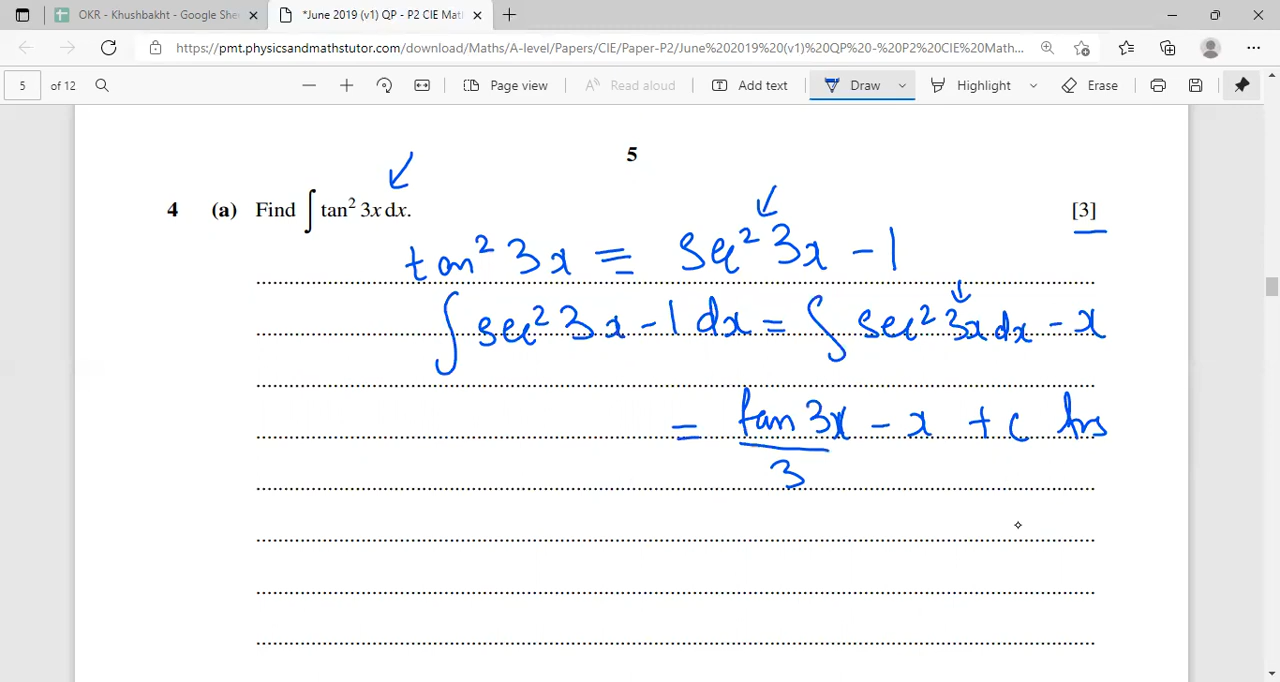 OKR - Khushbakht - Google She
*June 2019 (v1) QP - P2 CIE Mat
https://pmt.physicsandmathstutor.com/download/Maths/A-level/Papers/CIE/Paper-P2/June%202019%20(v1)%20QP%20-%20P2%20CIE%20Math...
5 of 12 Page view Read aloud Add text Draw Highlight Erase
5
4 (a) Find ∫ tan² 3x dx. [3]
tan² 3x ≡ sec² 3x - 1
∫ sec² 3x - 1 dx = ∫ sec² 3x dx - x
= tan 3x / 3 - x + c